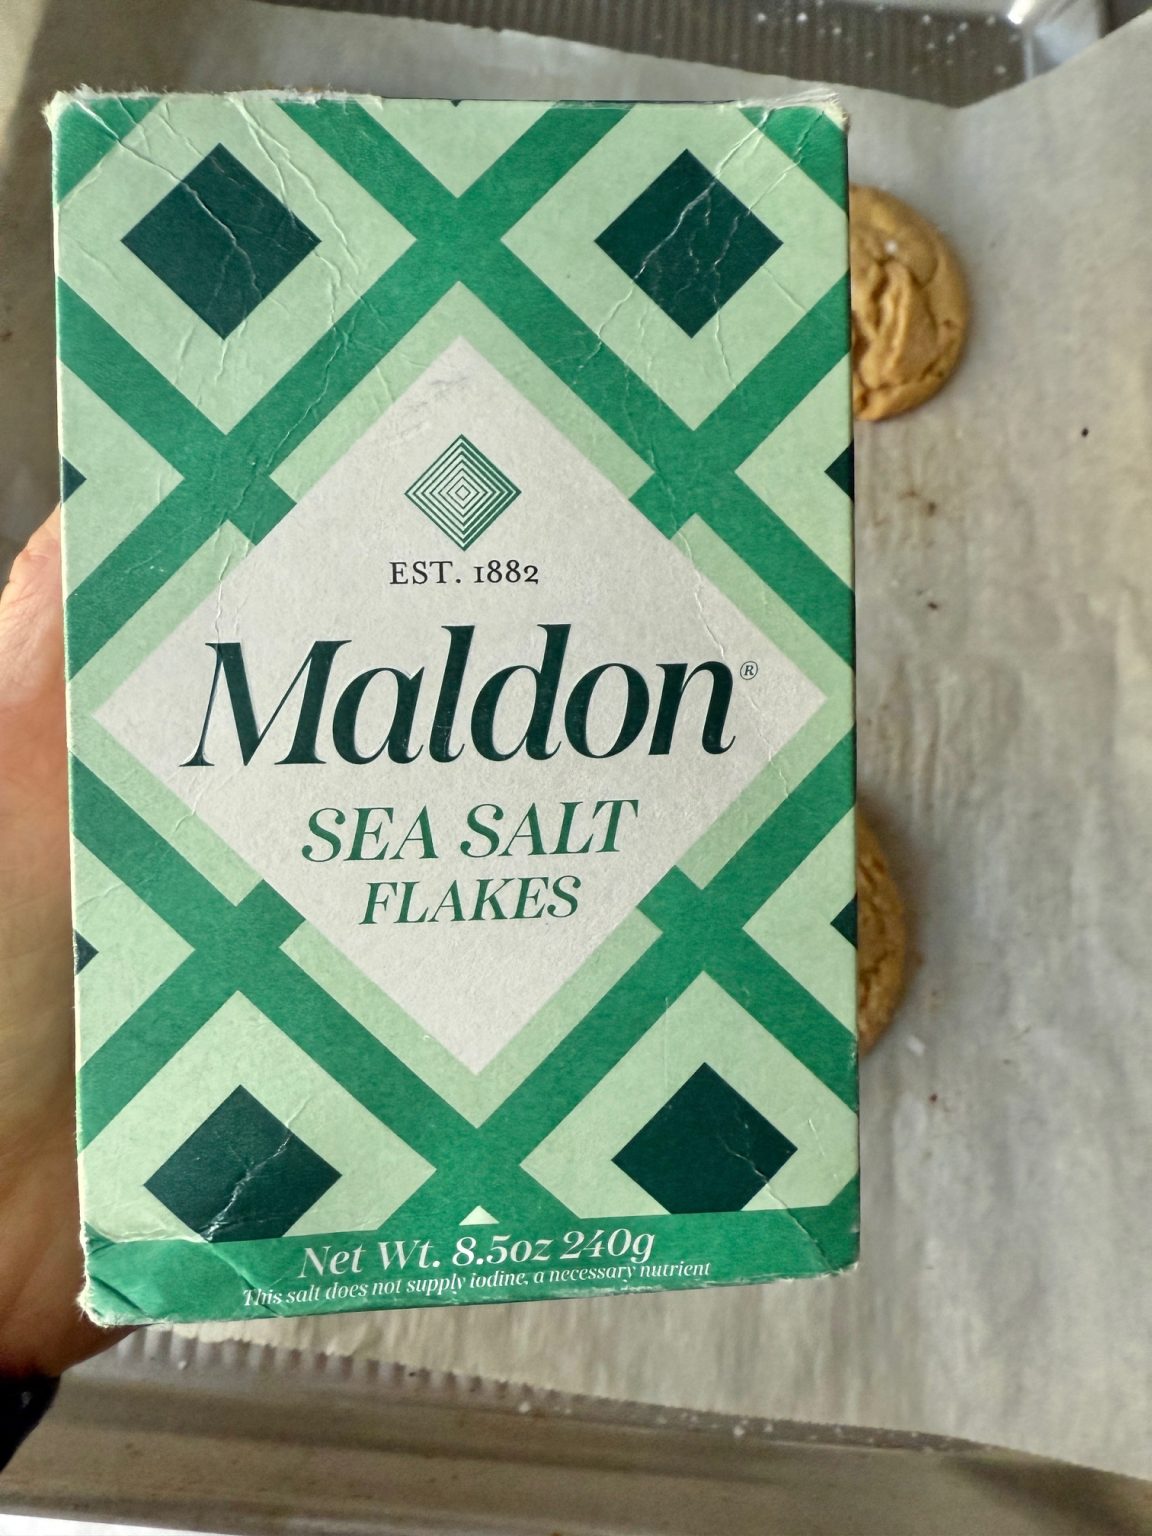 EST. 1882
Maldon®
SEA SALT
FLAKES
Net Wt. 8.5oz 240g
This salt does not supply iodine, a necessary nutrient